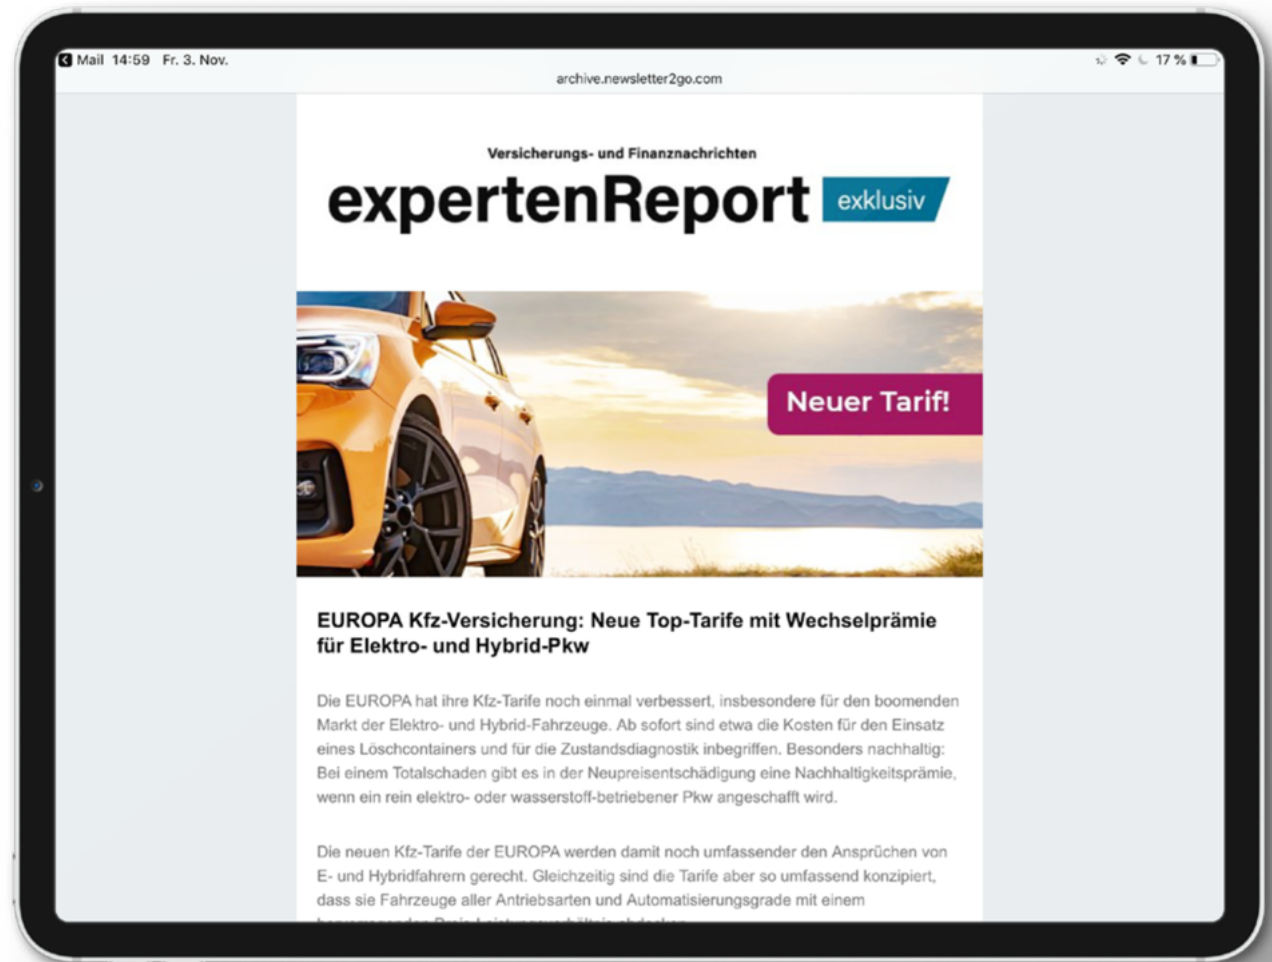 Mail 14:59 Fr. 3. Nov.
17 %
archive.newsletter2go.com
Versicherungs- und Finanznachrichten
expertenReport exklusiv
Neuer Tarif!
EUROPA Kfz-Versicherung: Neue Top-Tarife mit Wechselprämie
für Elektro- und Hybrid-Pkw
Die EUROPA hat ihre Kfz-Tarife noch einmal verbessert, insbesondere für den boomenden
Markt der Elektro- und Hybrid-Fahrzeuge. Ab sofort sind etwa die Kosten für den Einsatz
eines Löschcontainers und für die Zustandsdiagnostik inbegriffen. Besonders nachhaltig:
Bei einem Totalschaden gibt es in der Neupreisentschädigung eine Nachhaltigkeitsprämie,
wenn ein rein elektro- oder wasserstoff-betriebener Pkw angeschafft wird.
Die neuen Kfz-Tarife der EUROPA werden damit noch umfassender den Ansprüchen von
E- und Hybridfahrern gerecht. Gleichzeitig sind die Tarife aber so umfassend konzipiert,
dass sie Fahrzeuge aller Antriebsarten und Automatisierungsgrade mit einem